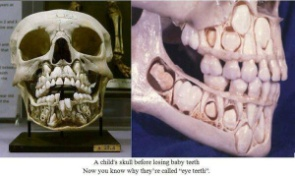 A child's skull before losing baby teeth
Now you know why they're called "eye teeth":